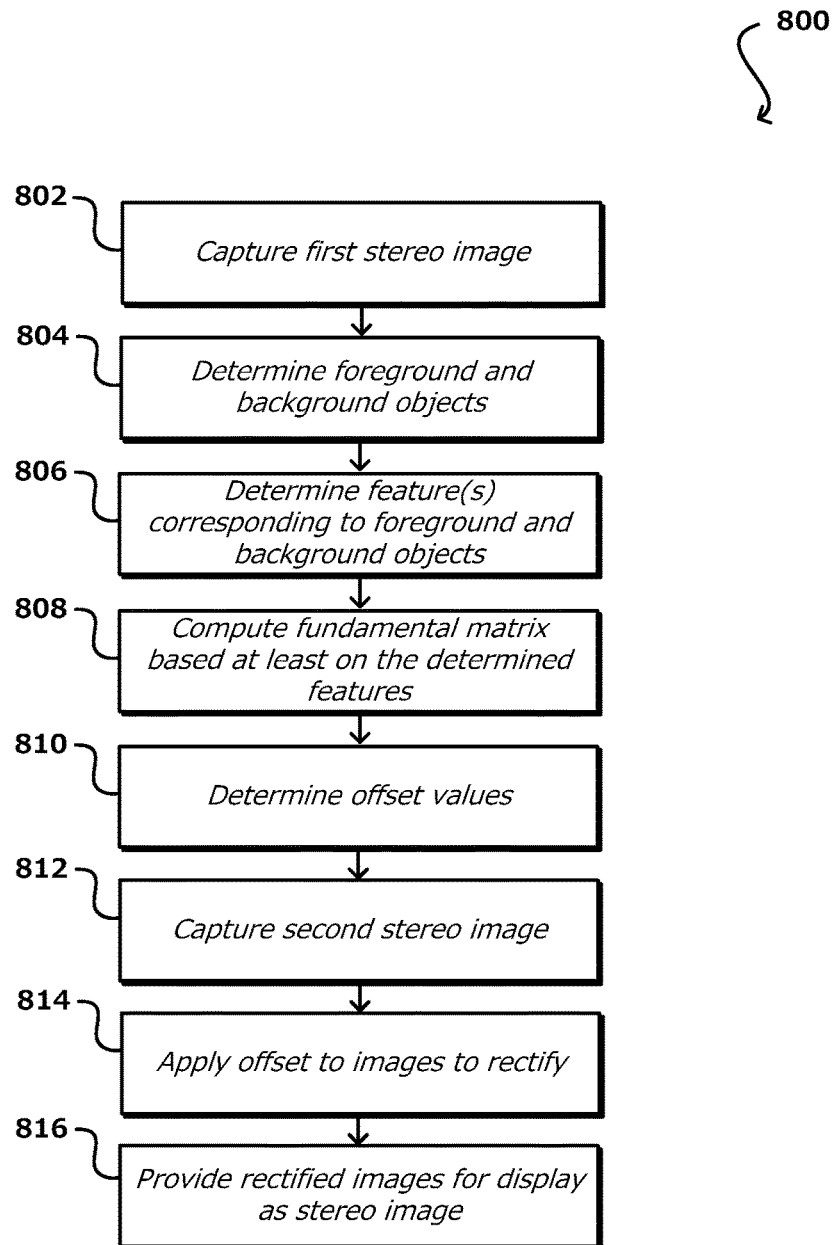 800
802
Capture first stereo image
804
Determine foreground and
background objects
806
Determine feature(s)
corresponding to foreground and
background objects
808
Compute fundamental matrix
based at least on the determined
features
810
Determine offset values
812
Capture second stereo image
814
Apply offset to images to rectify
816
Provide rectified images for display
as stereo image